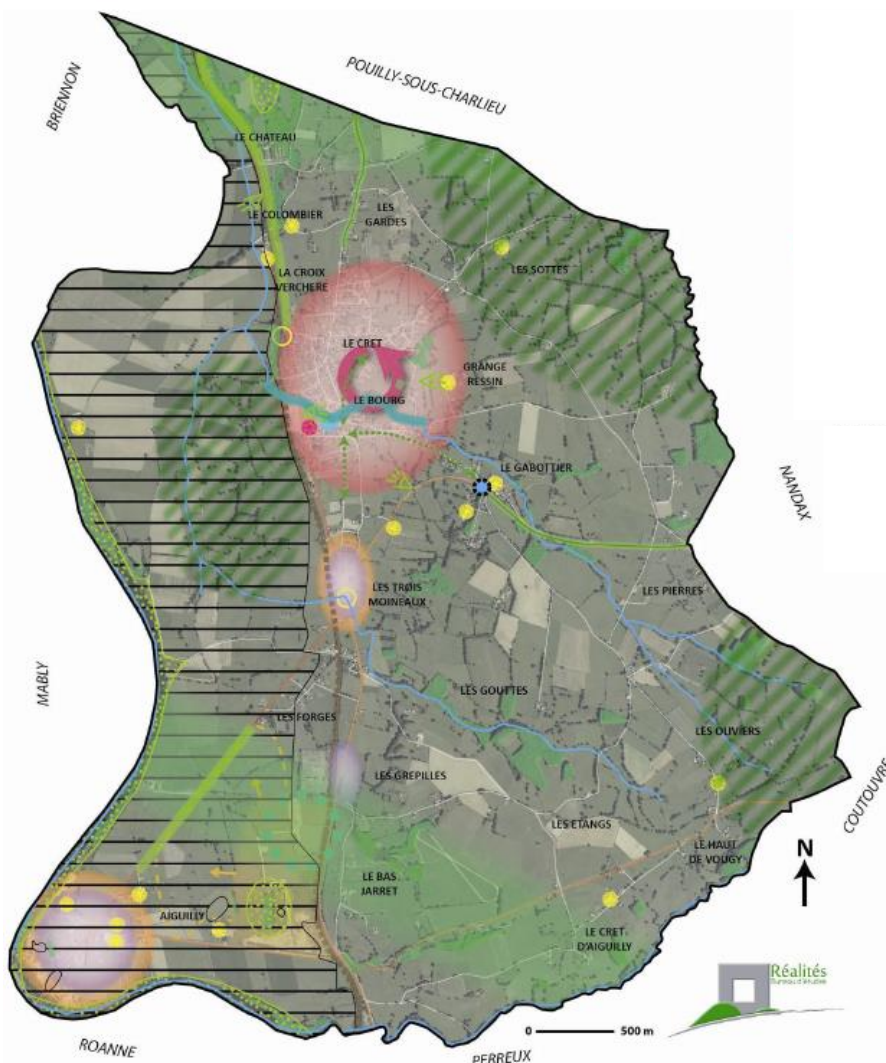 POUILLY-SOUS-CHARLIEU
BRIENNON
LE CHATEAU
LES
GARDES
LE COLOMBIER
LES SOTTES
LA CROIX
VERCHERE
LE CRET
GRANGE
RESSIN
LE BOURG
LE GABOTTIER
NANDAX
LES TROIS
MOINEAUX
LES PIERRES
MABLY
LES GOUTTES
LES FORGES
LES OLIVIERS
LES GREPILLES
COUTOUVRE
LES ETANGS
LE HAUT
DE VOUGY
N
LE BAS
JARRET
AIGUILLY
LE CRET
D'AIGUILLY
Réalités
Bureau d'études
0 500 m
ROANNE
PERREUX